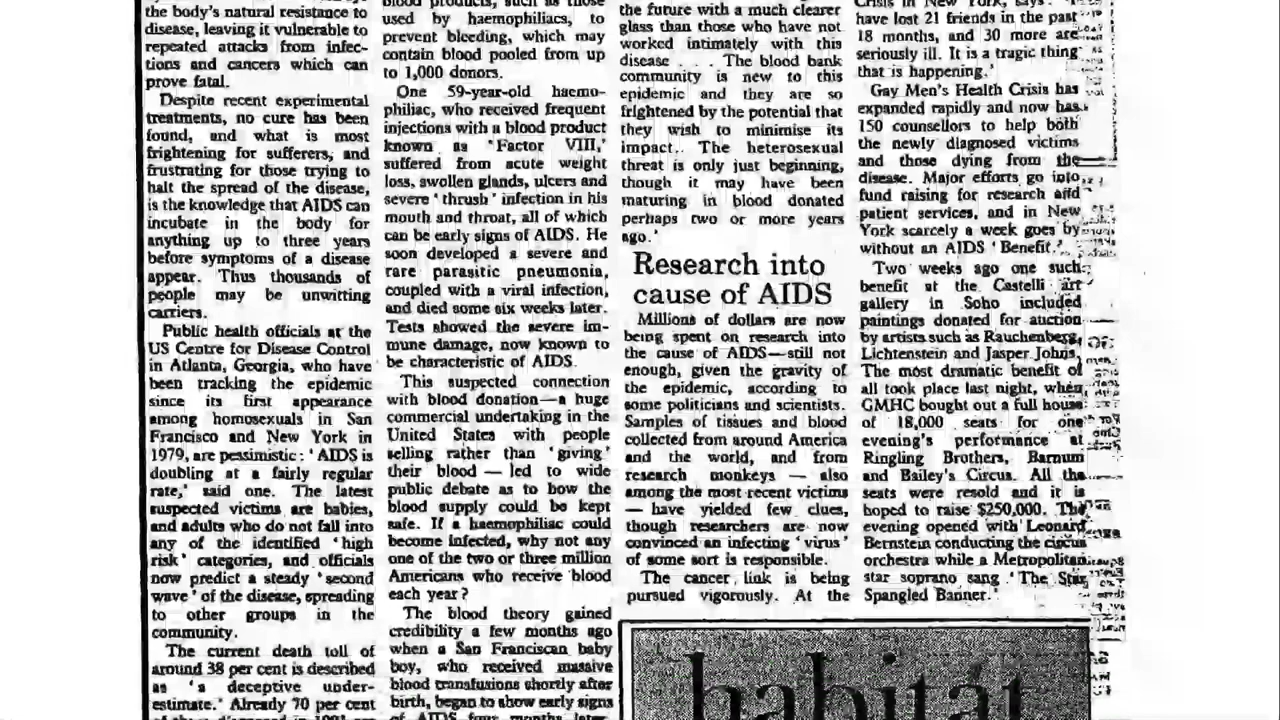 the body's natural resistance to
disease, leaving it vulnerable to
repeated attacks from infec-
tions and cancers which can
prove fatal.
Despite recent experimental
treatments, no cure has been
found, and what is most
frightening for sufferers, and
frustrating for those trying to
halt the spread of the disease,
is the knowledge that AIDS can
incubate in the body for
anything up to three years
before symptoms of a disease
appear. Thus thousands of
people may be unwitting
carriers.
Public health officials at the
US Centre for Disease Control
in Atlanta, Georgia, who have
been tracking the epidemic
since its first appearance
among homosexuals in San
Francisco and New York in
1979, are pessimistic: 'AIDS is
doubling at a fairly regular
rate,' said one. The latest
suspected victims are babies,
and adults who do not fall into
any of the identified 'high
risk' categories, and officials
now predict a steady 'second
wave' of the disease, spreading
to other groups in the
community.
The current death toll of
around 38 per cent is described
as 'a deceptive under-
estimate.' Already 70 per cent
blood products, such as those
used by haemophiliacs, to
prevent bleeding, which may
contain blood pooled from up
to 1,000 donors.
One 59-year-old haemo-
philiac, who received frequent
injections with a blood product
known as 'Factor VIII,'
suffered from acute weight
loss, swollen glands, ulcers and
severe 'thrush' infection in his
mouth and throat, all of which
can be early signs of AIDS. He
soon developed a severe and
rare parasitic pneumonia,
coupled with a viral infection,
and died some six weeks later.
Tests showed the severe im-
mune damage, now known to
be characteristic of AIDS.
This suspected connection
with blood donation—a huge
commercial undertaking in the
United States with people
selling rather than 'giving'
their blood — led to wide
public debate as to how the
blood supply could be kept
safe. If a haemophiliac could
become infected, why not any
one of the two or three million
Americans who receive blood
each year?
The blood theory gained
credibility a few months ago
when a San Franciscan baby
boy, who received massive
blood transfusions shortly after
birth, began to show early signs
of AIDS four months later.
the future with a much clearer
glass than those who have not
worked intimately with this
disease . . . The blood bank
community is new to this
epidemic and they are so
frightened by the potential that
they wish to minimise its
impact. The heterosexual
threat is only just beginning,
though it may have been
maturing in blood donated
perhaps two or more years
ago.'
Research into
cause of AIDS
Millions of dollars are now
being spent on research into
the cause of AIDS—still not
enough, given the gravity of
the epidemic, according to
some politicians and scientists.
Samples of tissues and blood
collected from around America
and the world, and from
research monkeys — also
among the most recent victims
— have yielded few clues,
though researchers are now
convinced an infecting 'virus'
of some sort is responsible.
The cancer link is being
pursued vigorously. At the
Crisis in New York, says: 'I
have lost 21 friends in the past
18 months, and 30 more are
seriously ill. It is a tragic thing
that is happening.'
Gay Men's Health Crisis has
expanded rapidly and now has
150 counsellors to help both
the newly diagnosed victims
and those dying from the
disease. Major efforts go into
fund raising for research and
patient services, and in New
York scarcely a week goes by
without an AIDS 'Benefit.'
Two weeks ago one such
benefit at the Castelli art
gallery in Soho included
paintings donated for auction
by artists such as Rauchenberg,
Lichtenstein and Jasper Johns.
The most dramatic benefit of
all took place last night, when
GMHC bought out a full house
of 18,000 seats for one
evening's performance at
Ringling Brothers, Barnum
and Bailey's Circus. All the
seats were resold and it is
hoped to raise $250,000. The
evening opened with Leonard
Bernstein conducting the circus
orchestra while a Metropolitan
star soprano sang 'The Star
Spangled Banner.'
habitat